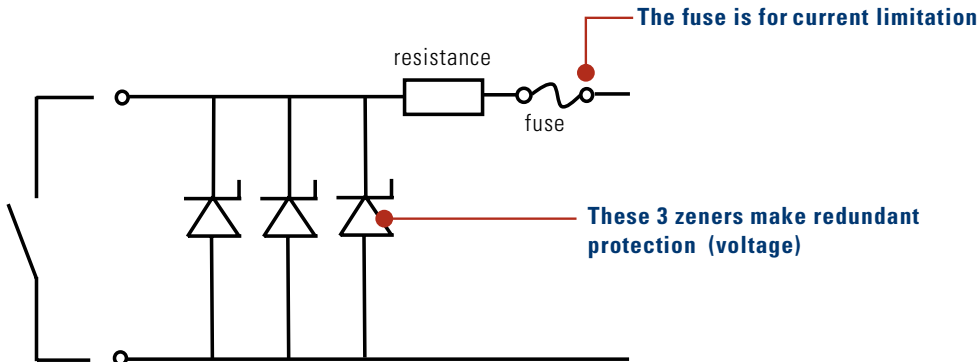 The fuse is for current limitation
resistance
fuse
These 3 zeners make redundant
protection (voltage)